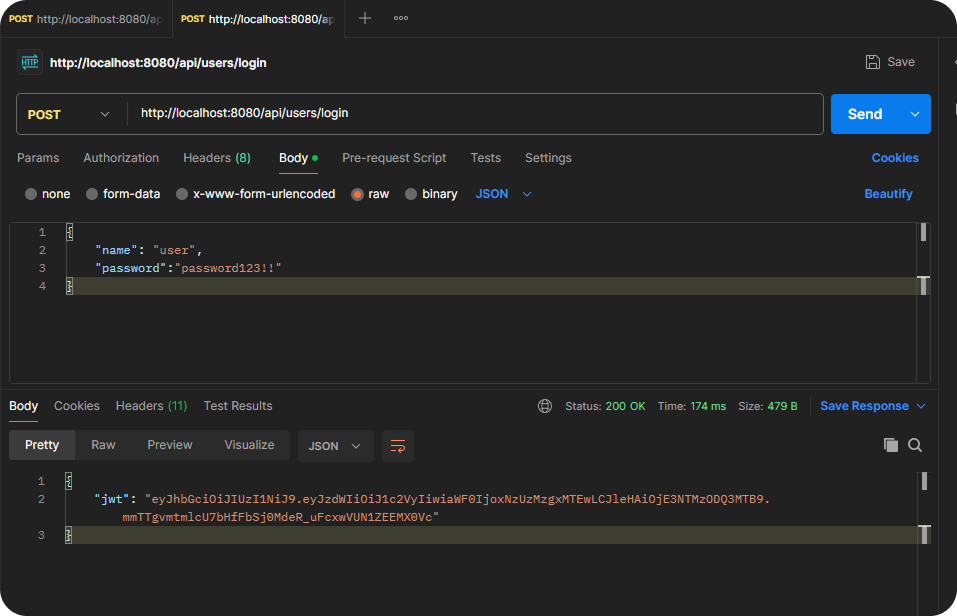 POST http://localhost:8080/ap POST http://localhost:8080/ap
HTTP http://localhost:8080/api/users/login Save
POST http://localhost:8080/api/users/login Send
Params Authorization Headers (8) Body Pre-request Script Tests Settings Cookies
none form-data x-www-form-urlencoded raw binary JSON Beautify
1 {
2 "name": "user",
3 "password":"password123!!"
4 }
Body Cookies Headers (11) Test Results Status: 200 OK Time: 174 ms Size: 479 B Save Response
Pretty Raw Preview Visualize JSON
1 {
2 "jwt": "eyJhbGciOiJIUzI1NiJ9.eyJzdWIiOiJ1c2VyIiwiaWF0IjoxNzUzMzgxMTEwLCJleHAiOjE3NTMzODQ3MTB9.
mmTTgvmtmlcU7bHfFbSj0MdeR_uFcxwVUN1ZEEMX0Vc"
3 }